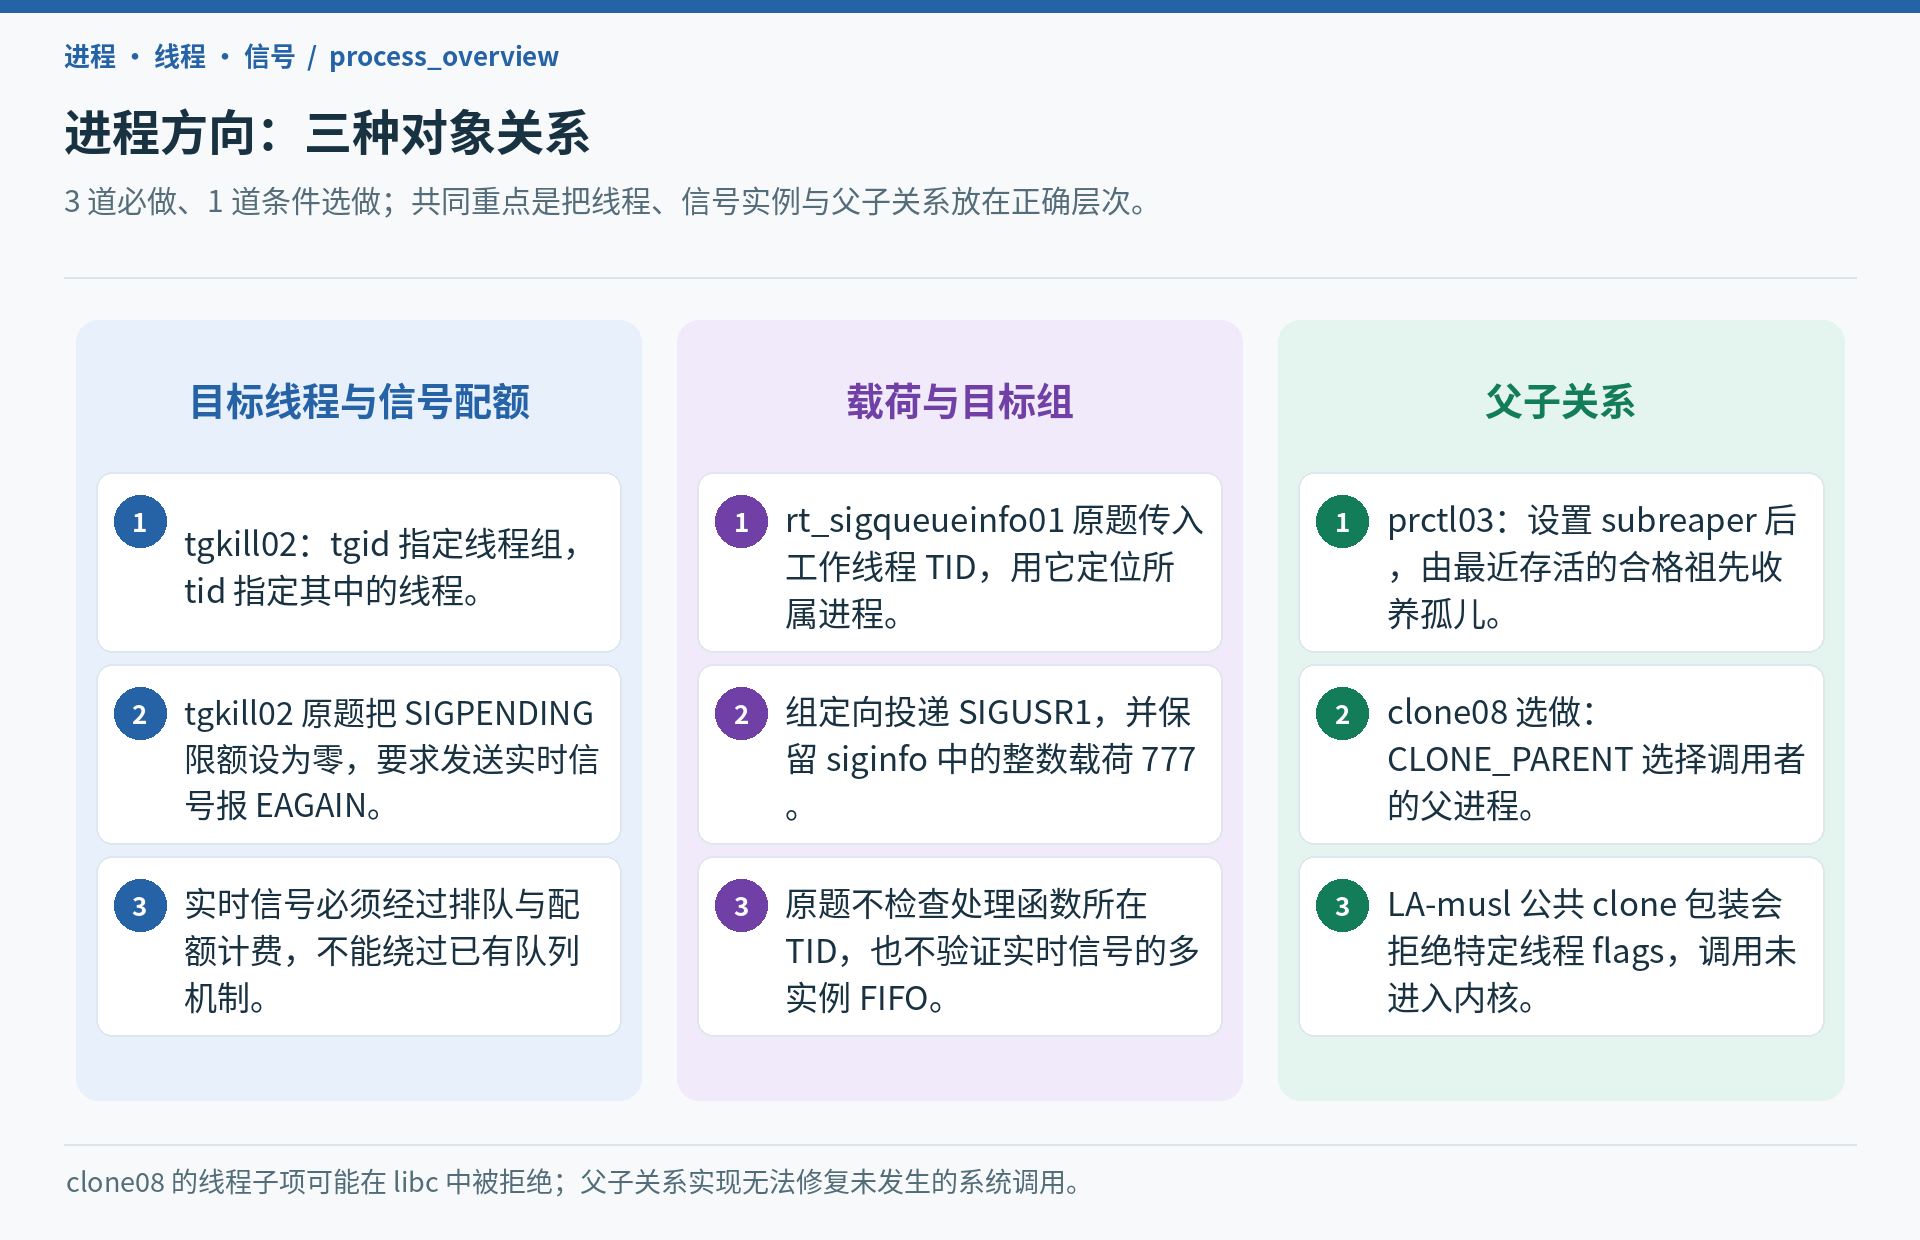 进程 · 线程 · 信号 / process_overview
进程方向：三种对象关系
3 道必做、1 道条件选做；共同重点是把线程、信号实例与父子关系放在正确层次。
目标线程与信号配额
1
tgkill02：tgid 指定线程组，
tid 指定其中的线程。
2
tgkill02 原题把 SIGPENDING
限额设为零，要求发送实时信
号报 EAGAIN。
3
实时信号必须经过排队与配
额计费，不能绕过已有队列
机制。
载荷与目标组
1
rt_sigqueueinfo01 原题传入
工作线程 TID，用它定位所
属进程。
2
组定向投递 SIGUSR1，并保
留 siginfo 中的整数载荷 777
。
3
原题不检查处理函数所在
TID，也不验证实时信号的多
实例 FIFO。
父子关系
1
prctl03：设置 subreaper 后
，由最近存活的合格祖先收
养孤儿。
2
clone08 选做：
CLONE_PARENT 选择调用者
的父进程。
3
LA-musl 公共 clone 包装会
拒绝特定线程 flags，调用未
进入内核。
clone08 的线程子项可能在 libc 中被拒绝；父子关系实现无法修复未发生的系统调用。